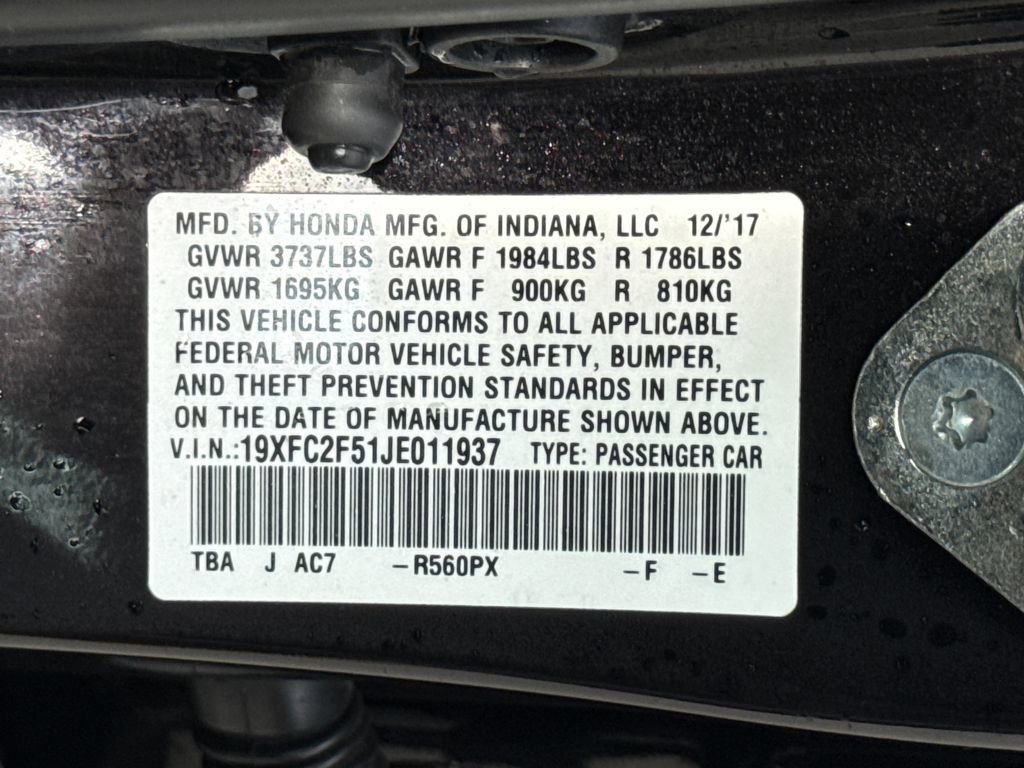 MFD. BY HONDA MFG. OF INDIANA, LLC 12/'17
GVWR 3737LBS GAWR F 1984LBS R 1786LBS
GVWR 1695KG GAWR F 900KG R 810KG
THIS VEHICLE CONFORMS TO ALL APPLICABLE
FEDERAL MOTOR VEHICLE SAFETY, BUMPER,
AND THEFT PREVENTION STANDARDS IN EFFECT
ON THE DATE OF MANUFACTURE SHOWN ABOVE.
V.I.N.:19XFC2F51JE011937 TYPE: PASSENGER CAR
TBA J AC7 –R560PX –F –E